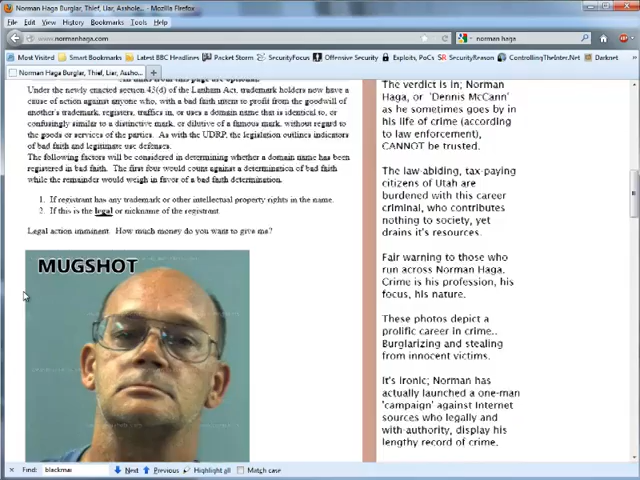 Norman Haga Burglar, Thief, Liar, Asshole... - Mozilla Firefox
File Edit View History Bookmarks Tools Help
www.normanhaga.com
norman haga
Most Visited Smart Bookmarks Latest BBC Headlines Packet Storm SecurityFocus Offensive Security Exploits, PoCs SecurityReason ControllingTheInter.Net Darknet
Norman Haga Burglar, Thief, Liar, Assho...
All links from this page are optional.
Under the newly enacted section 43(d) of the Lanham Act, trademark holders now have a
cause of action against anyone who, with a bad faith intent to profit from the goodwill of
another's trademark, registers, traffics in, or uses a domain name that is identical to, or
confusingly similar to a distinctive mark, or dilutive of a famous mark, without regard to
the goods or services of the parties. As with the UDRP, the legislation outlines indicators
of bad faith and legitimate use defenses.
The following factors will be considered in determining whether a domain name has been
registered in bad faith. The first four would count against a determination of bad faith
while the remainder would weigh in favor of a bad faith determination.
1. If registrant has any trademark or other intellectual property rights in the name.
2. If this is the legal or nickname of the registrant.
Legal action imminent. How much money do you want to give me?
MUGSHOT
The verdict is in; Norman
Haga, or 'Dennis McCann'
as he sometimes goes by in
his life of crime (according
to law enforcement),
CANNOT be trusted.
The law-abiding, tax-paying
citizens of Utah are
burdened with this career
criminal, who contributes
nothing to society, yet
drains it's resources.
Fair warning to those who
run across Norman Haga.
Crime is his profession, his
focus, his nature.
These photos depict a
prolific career in crime..
Burglarizing and stealing
from innocent victims.
It's ironic; Norman has
actually launched a one-man
'campaign' against Internet
sources who legally and
with-authority, display his
lengthy record of crime.
Find: blackmai Next Previous Highlight all Match case